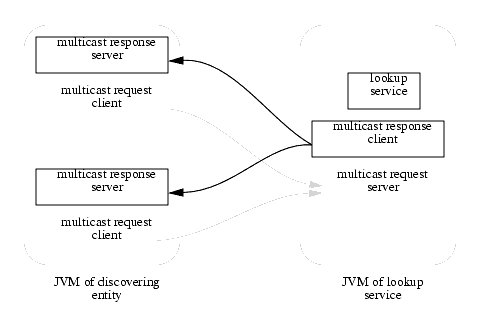 multicast response
server
multicast request
client
multicast response
server
multicast request
client
JVM of discovering
entity
lookup
service
multicast response
client
multicast request
server
JVM of lookup
service